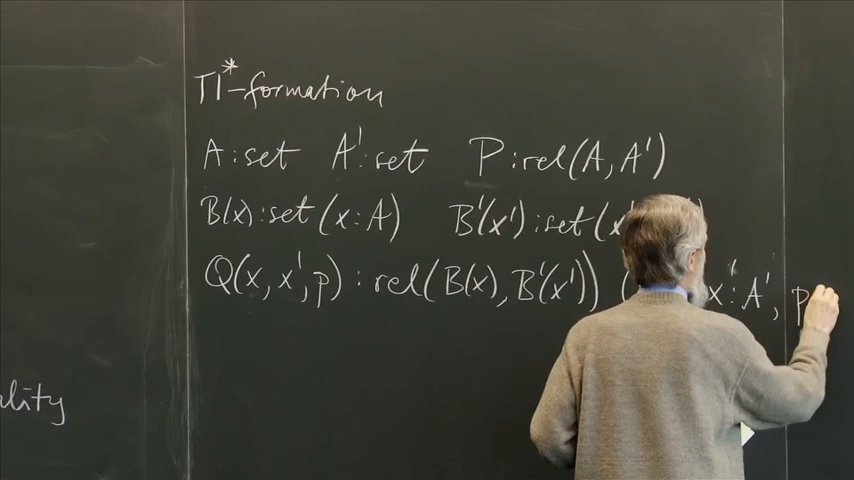 Π*-formation
A : set A' : set P : rel(A, A')
B(x) : set (x : A) B'(x') : set (x'
Q(x, x', p) : rel(B(x), B'(x')) ( x' : A', p
ality